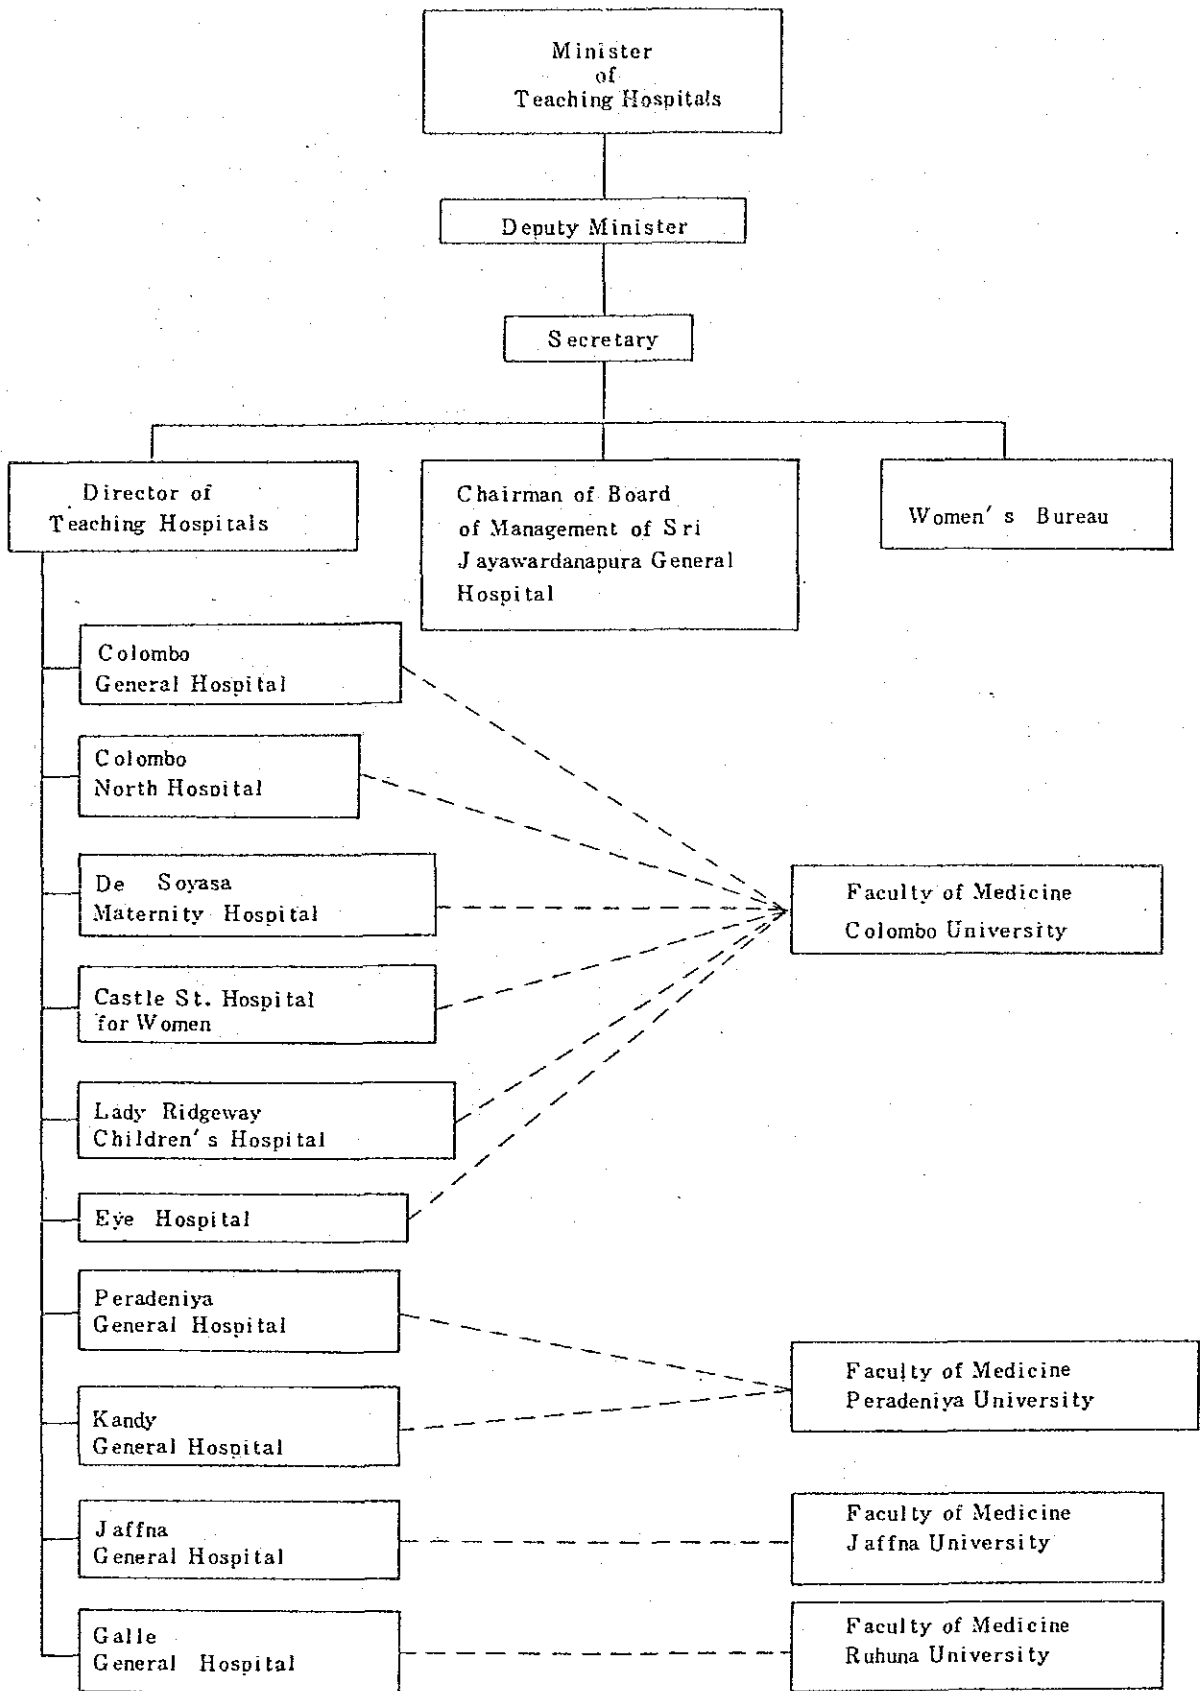 Minister
of
Teaching Hospitals
Deputy Minister
Secretary
Director of
Teaching Hospitals
Chairman of Board
of Management of Sri
Jayawardanapura General
Hospital
Women's Bureau
Colombo
General Hospital
Colombo
North Hospital
De Soyasa
Maternity Hospital
Faculty of Medicine
Colombo University
Castle St. Hospital
for Women
Lady Ridgeway
Children's Hospital
Eye Hospital
Peradeniya
General Hospital
Faculty of Medicine
Peradeniya University
Kandy
General Hospital
Jaffna
General Hospital
Faculty of Medicine
Jaffna University
Galle
General Hospital
Faculty of Medicine
Ruhuna University